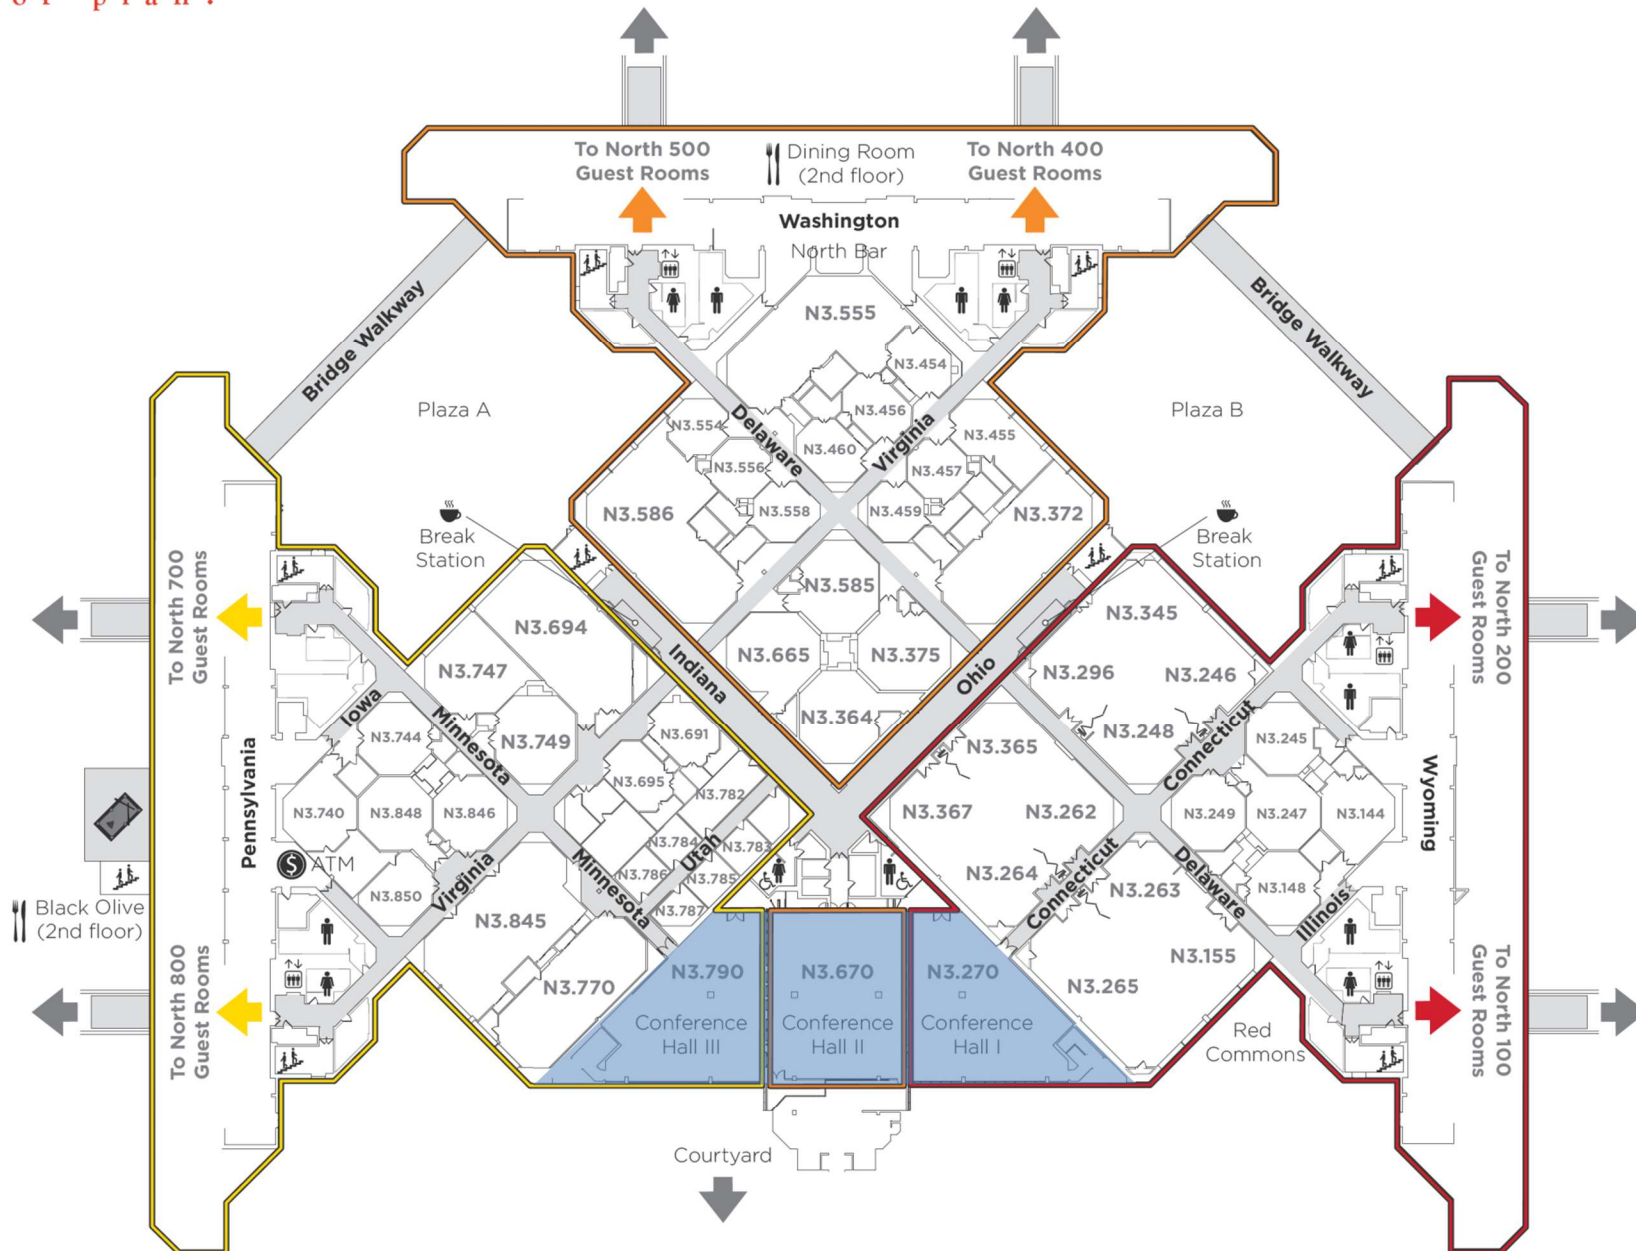 To North 500
Guest Rooms
Dining Room
(2nd floor)
To North 400
Guest Rooms
Washington
North Bar
Bridge Walkway
Bridge Walkway
N3.555
N3.454
Plaza A
Plaza B
N3.554
Delaware
N3.456
Virginia
N3.455
N3.460
N3.556
N3.457
N3.586
N3.558
N3.459
N3.372
Break
Station
Break
Station
To North 700
Guest Rooms
To North 200
Guest Rooms
N3.585
N3.694
N3.345
N3.747
Indiana
N3.665
N3.375
Ohio
N3.296
N3.246
Iowa
Minnesota
N3.364
Connecticut
N3.744
N3.749
N3.691
N3.365
N3.248
N3.245
Pennsylvania
Wyoming
N3.695
N3.782
N3.740
N3.848
N3.846
N3.367
N3.262
N3.249
N3.247
N3.144
N3.784
Utah
N3.783
ATM
Virginia
Minnesota
N3.786
N3.785
N3.264
Connecticut
N3.263
Delaware
N3.148
N3.850
N3.787
Illinois
Black Olive
(2nd floor)
N3.845
N3.155
To North 800
Guest Rooms
To North 100
Guest Rooms
N3.790
N3.670
N3.270
N3.770
N3.265
Conference
Hall III
Conference
Hall II
Conference
Hall I
Red
Commons
Courtyard